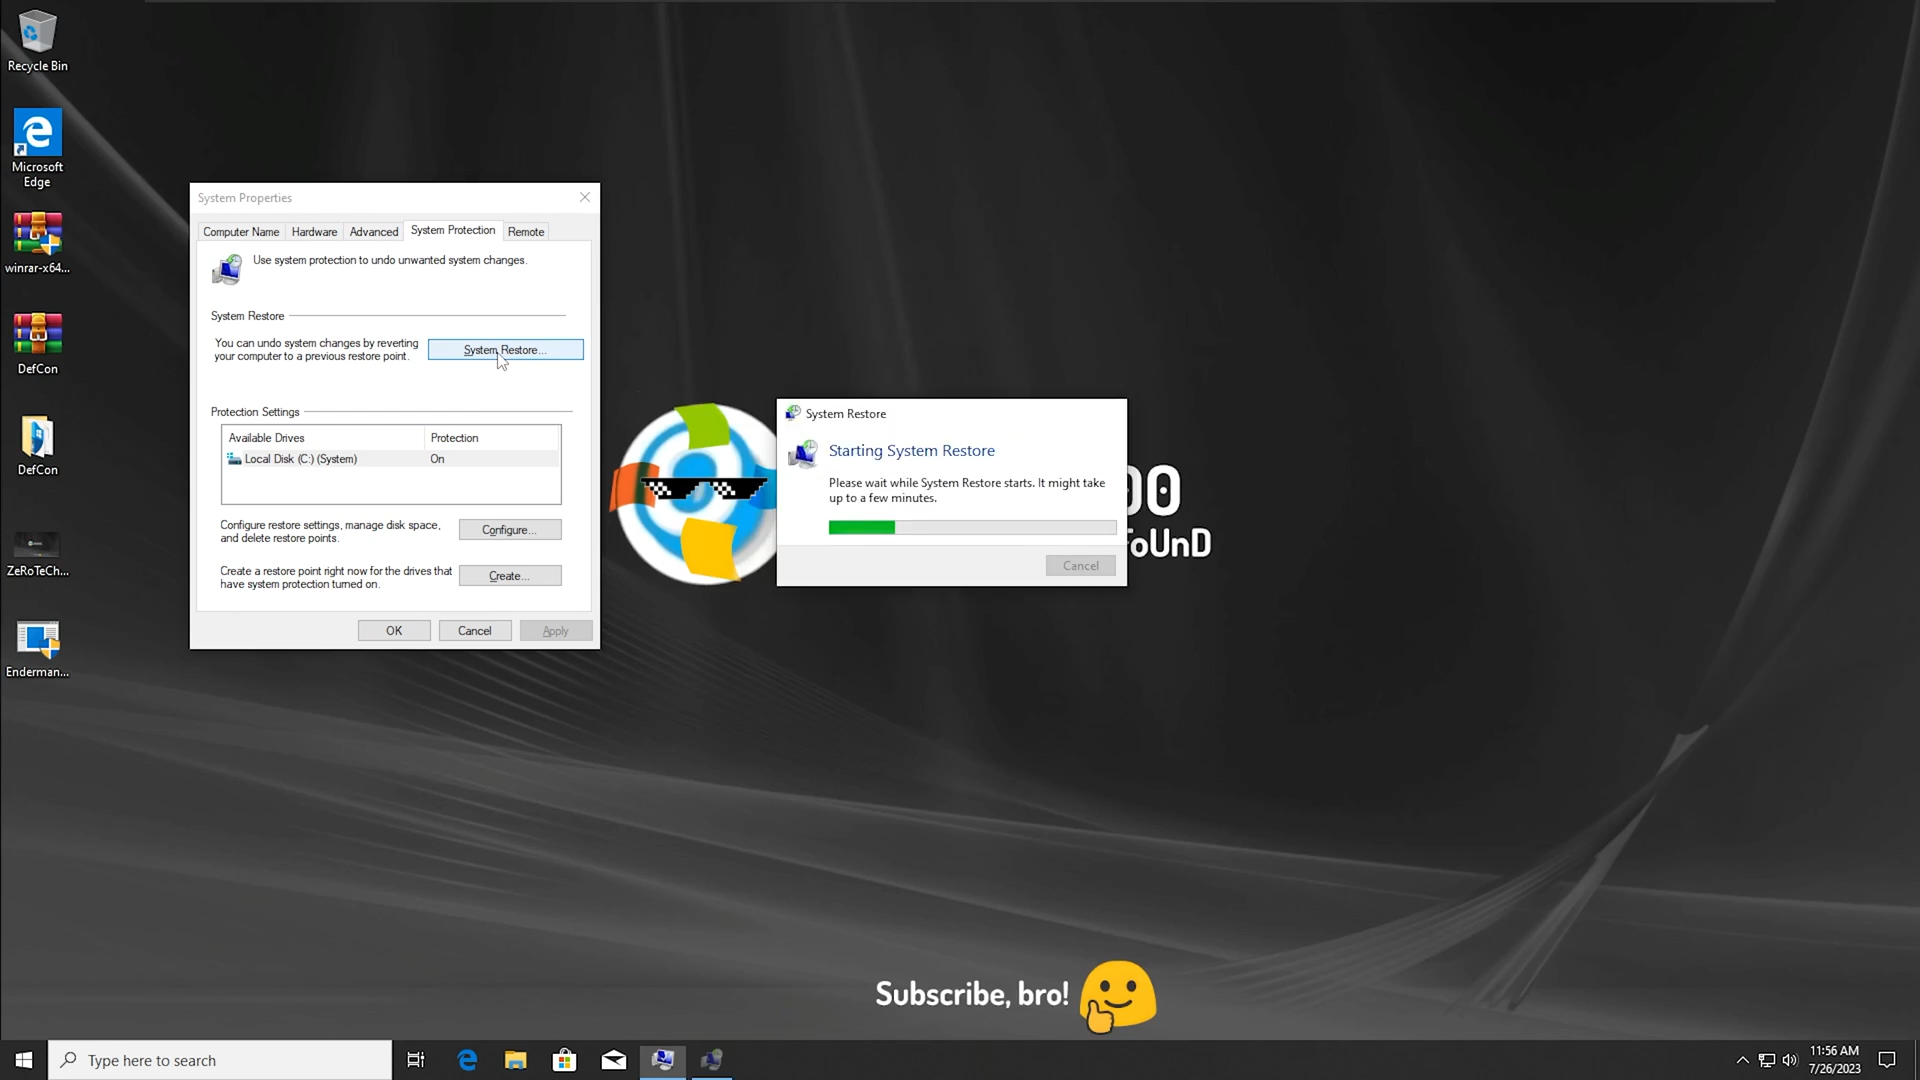 Recycle Bin
Microsoft
Edge
winrar-x64...
DefCon
DefCon
ZeRoTeCh...
Enderman...
System Properties
Computer Name
Hardware
Advanced
System Protection
Remote
Use system protection to undo unwanted system changes.
System Restore
You can undo system changes by reverting
your computer to a previous restore point.
System Restore...
Protection Settings
Available Drives
Protection
Local Disk (C:) (System)
On
Configure restore settings, manage disk space,
and delete restore points.
Configure...
Create a restore point right now for the drives that
have system protection turned on.
Create...
OK
Cancel
Apply
System Restore
Starting System Restore
Please wait while System Restore starts. It might take
up to a few minutes.
Cancel
00
FoUnD
Subscribe, bro!
Type here to search
11:56 AM
7/26/2023